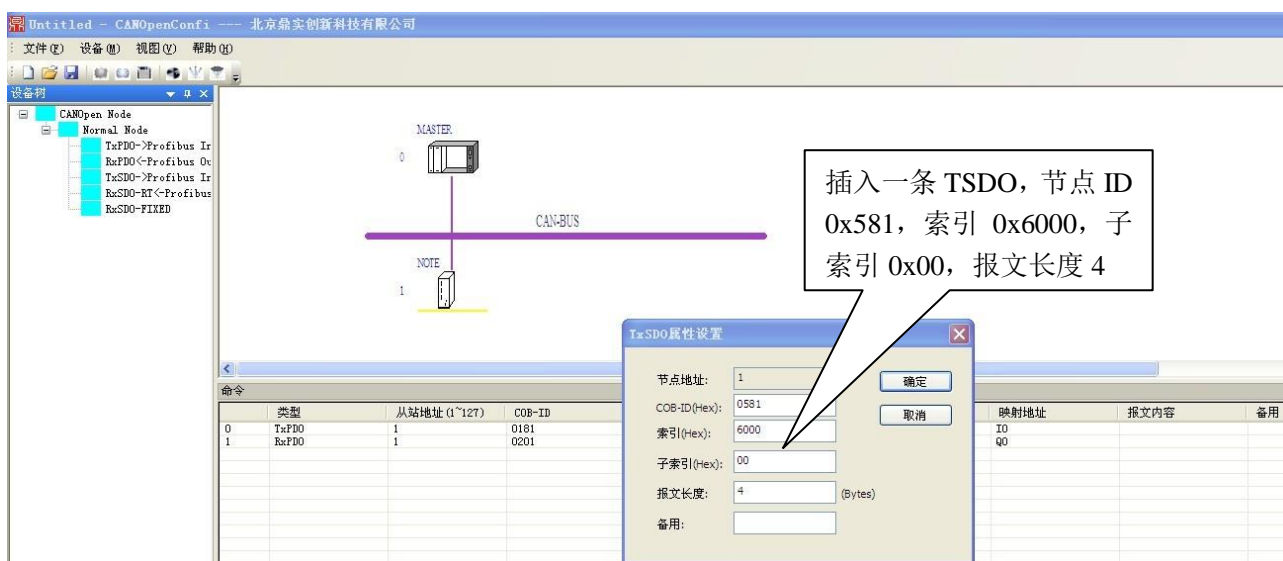 Untitled - CANOpenConfi --- 北京鼎实创新科技有限公司
文件(F) 设备(M) 视图(V) 帮助(H)
设备树
CANOpen Node
Normal Node
TxPDO->Profibus Ir
RxPDO<-Profibus Ou
TxSDO->Profibus Ir
RxSDO-RT<-Profibus
RxSDO-FIXED
MASTER
0
CAN-BUS
NOTE
1
插入一条 TSDO，节点 ID
0x581，索引 0x6000，子
索引 0x00，报文长度 4
TxSDO属性设置
节点地址: 1 确定
COB-ID(Hex): 0581 取消
索引(Hex): 6000
子索引(Hex): 00
报文长度: 4 (Bytes)
备用:
命令
类型 从站地址(1~127) COB-ID 映射地址 报文内容 备用
0 TxPDO 1 0181 I0
1 RxPDO 1 0201 Q0